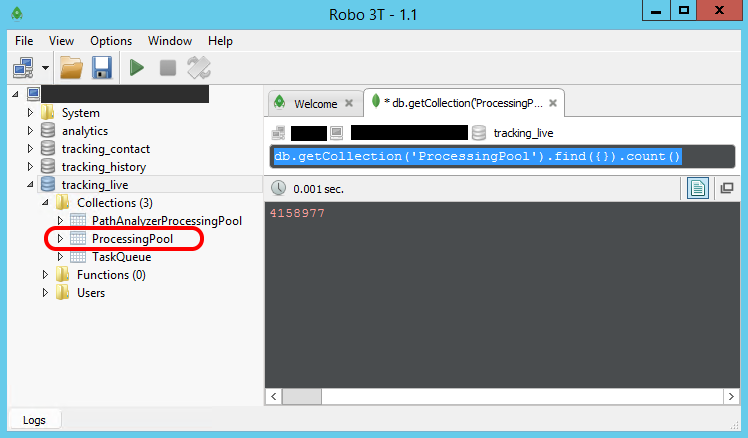 Robo 3T - 1.1
File View Options Window Help
System
analytics
tracking_contact
tracking_history
tracking_live
Collections (3)
PathAnalyzerProcessingPool
ProcessingPool
TaskQueue
Functions (0)
Users
Welcome
* db.getCollection('ProcessingP...
tracking_live
db.getCollection('ProcessingPool').find({}).count()
0.001 sec.
4158977
Logs